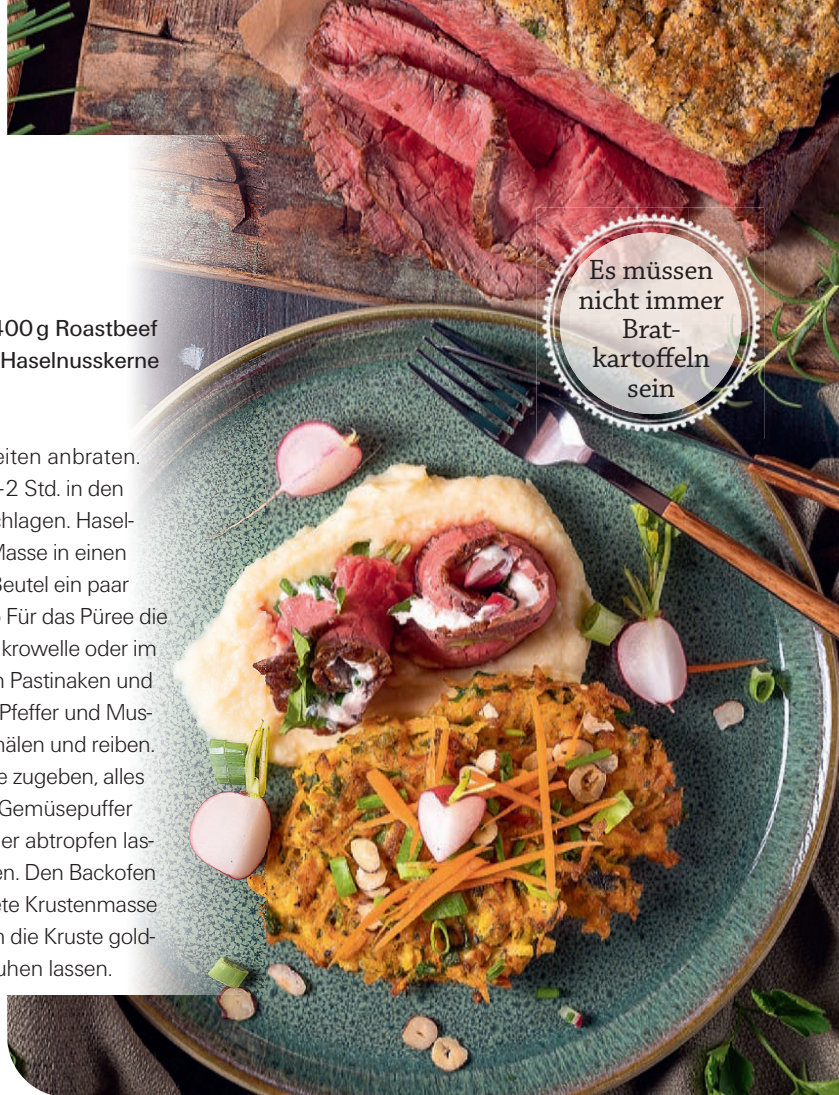 400 g Roastbeef
Haselnusskerne
Es müssen
nicht immer
Brat-
kartoffeln
sein
eiten anbraten.
-2 Std. in den
chlagen. Hasel-
Masse in einen
Beutel ein paar
Für das Püree die
krowelle oder im
n Pastinaken und
Pfeffer und Mus-
hälen und reiben.
e zugeben, alles
Gemüsepuffer
er abtropfen las-
en. Den Backofen
ete Krustenmasse
n die Kruste gold-
uhen lassen.